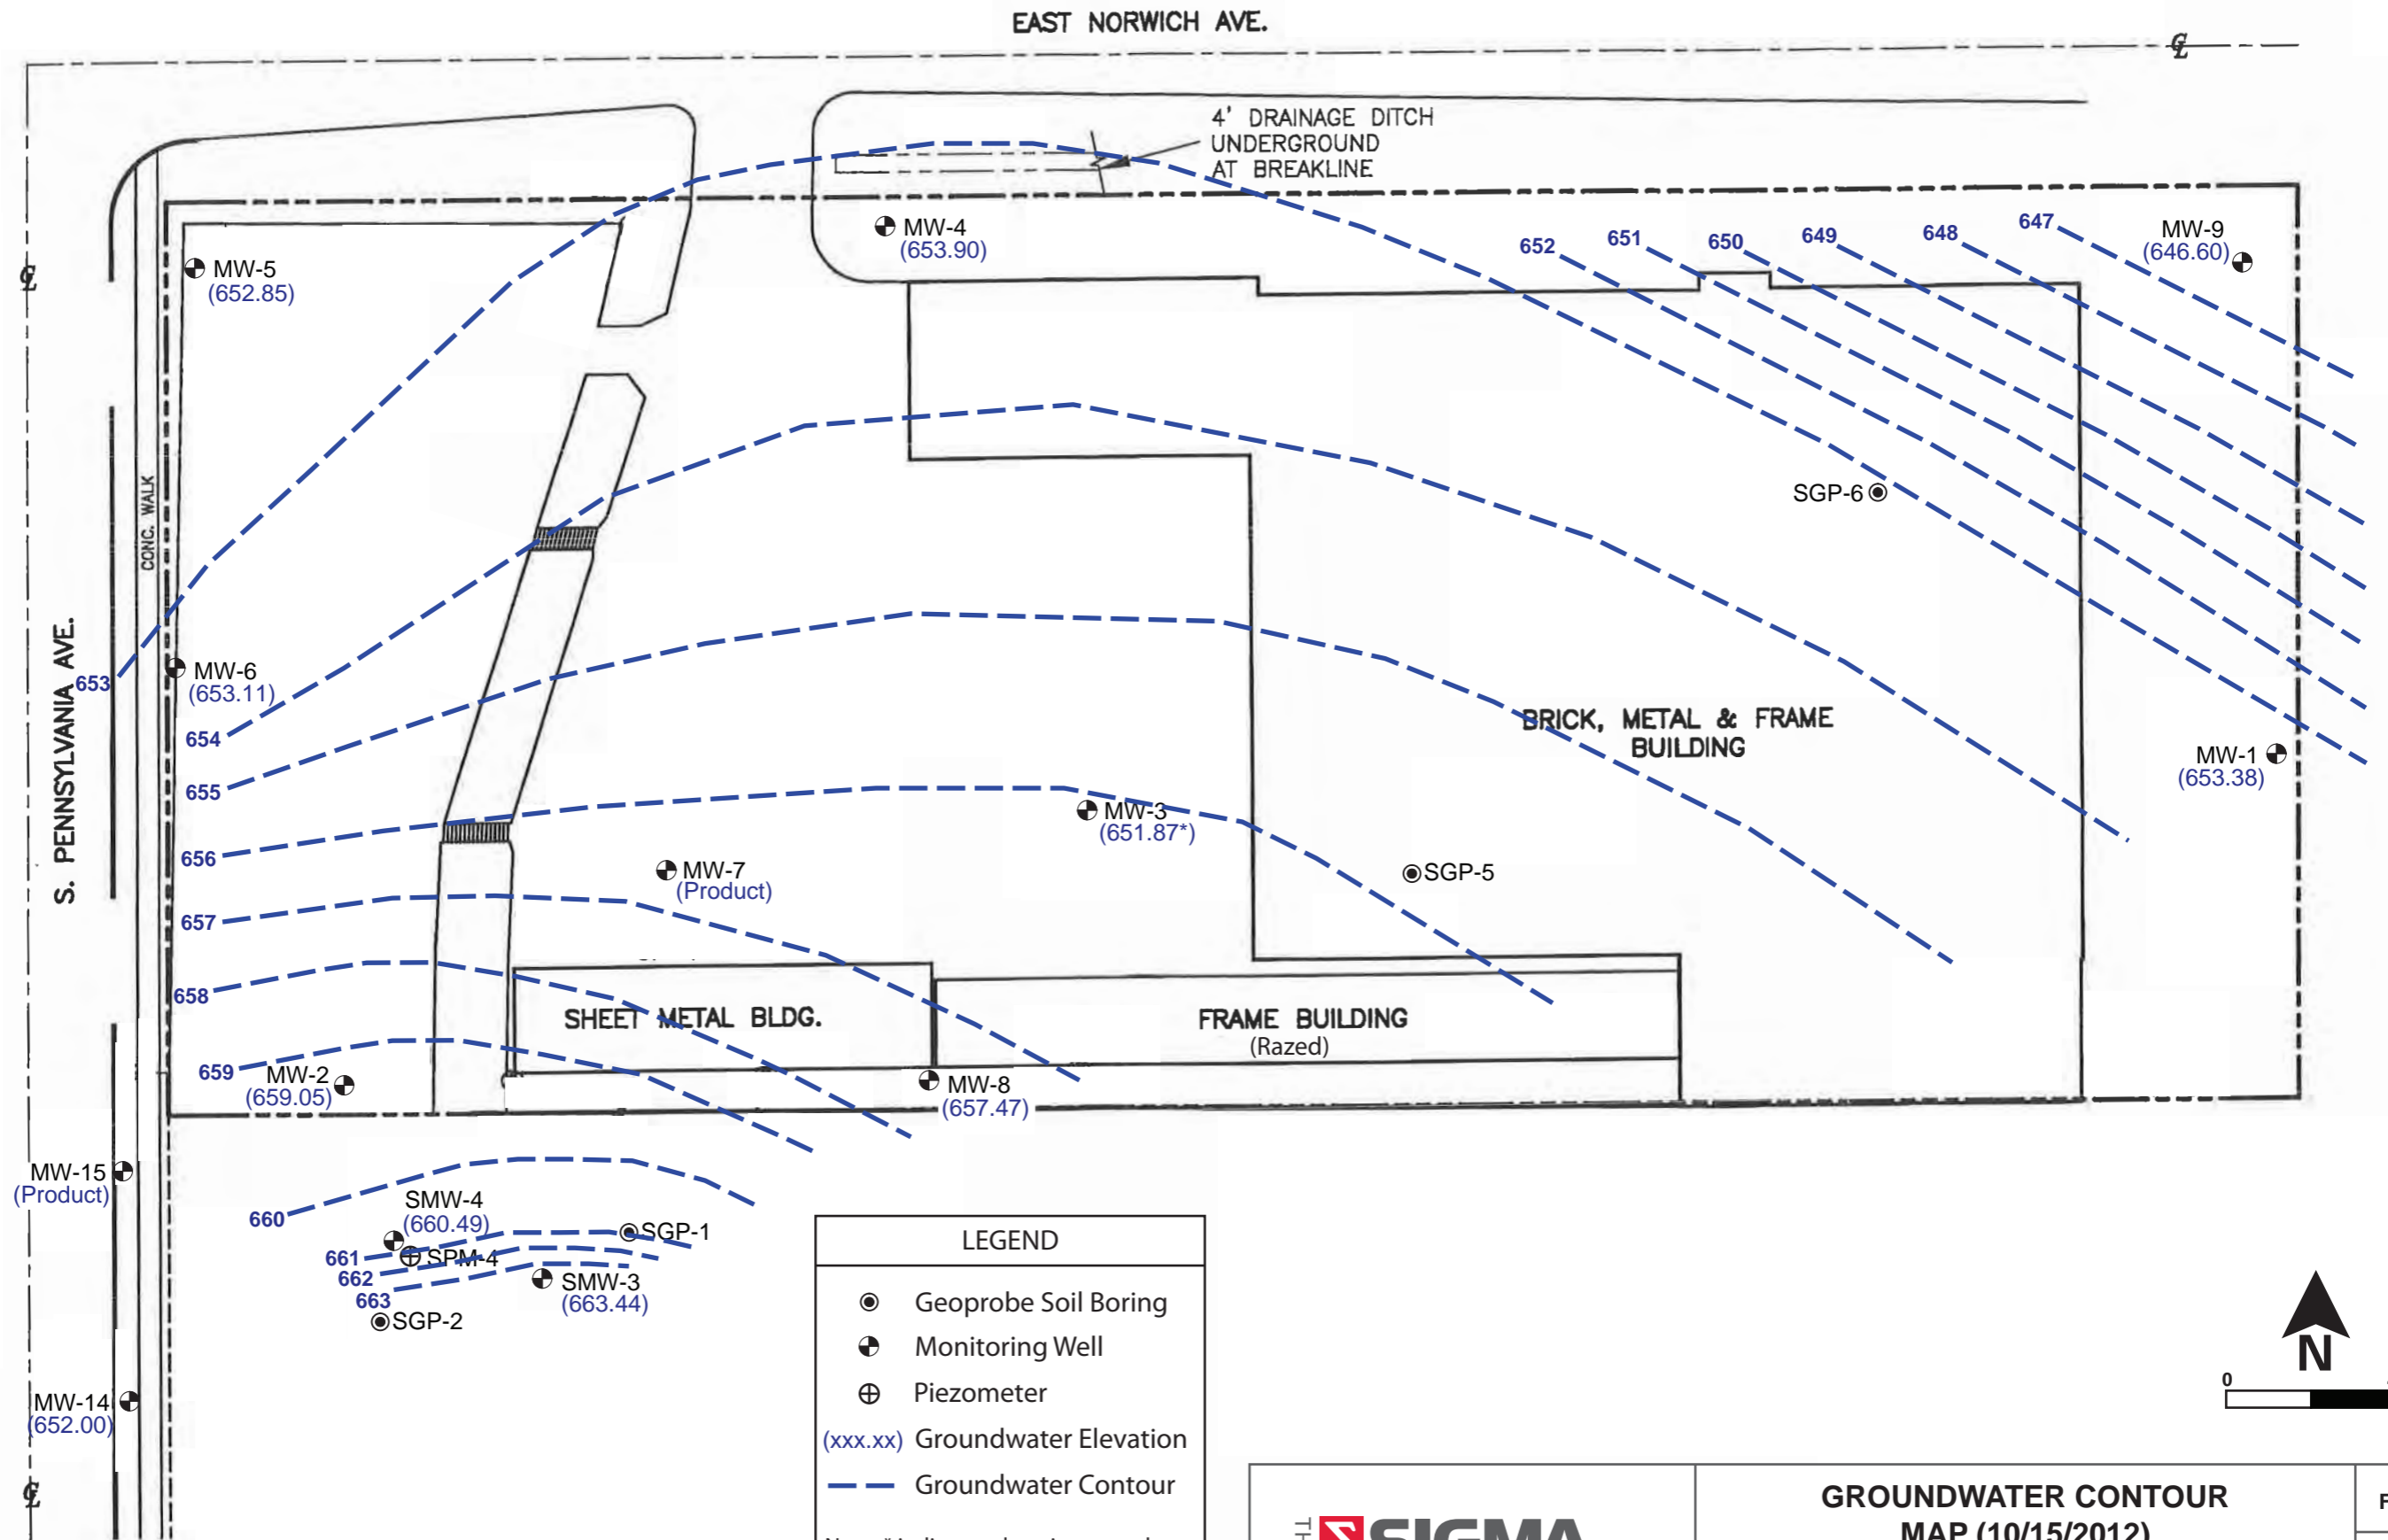 EAST NORWICH AVE.
4' DRAINAGE DITCH
UNDERGROUND
AT BREAKLINE
MW-4
(653.90)
MW-5
(652.85)
652
651
650
649
648
647
MW-9
(646.60)
CONC. WALK
S. PENNSYLVANIA AVE.
SGP-6
653
MW-6
(653.11)
654
655
656
657
658
659
BRICK, METAL & FRAME
BUILDING
MW-1
(653.38)
MW-3
(651.87*)
MW-7
(Product)
SGP-5
SHEET METAL BLDG.
FRAME BUILDING
(Razed)
MW-2
(659.05)
MW-8
(657.47)
MW-15
(Product)
660
SMW-4
(660.49)
SGP-1
661
SPM-4
662
663
SMW-3
(663.44)
SGP-2
MW-14
(652.00)
LEGEND
Geoprobe Soil Boring
Monitoring Well
Piezometer
(xxx.xx) Groundwater Elevation
Groundwater Contour
N
0
SIGMA
GROUNDWATER CONTOUR
MAP (10/15/2012)